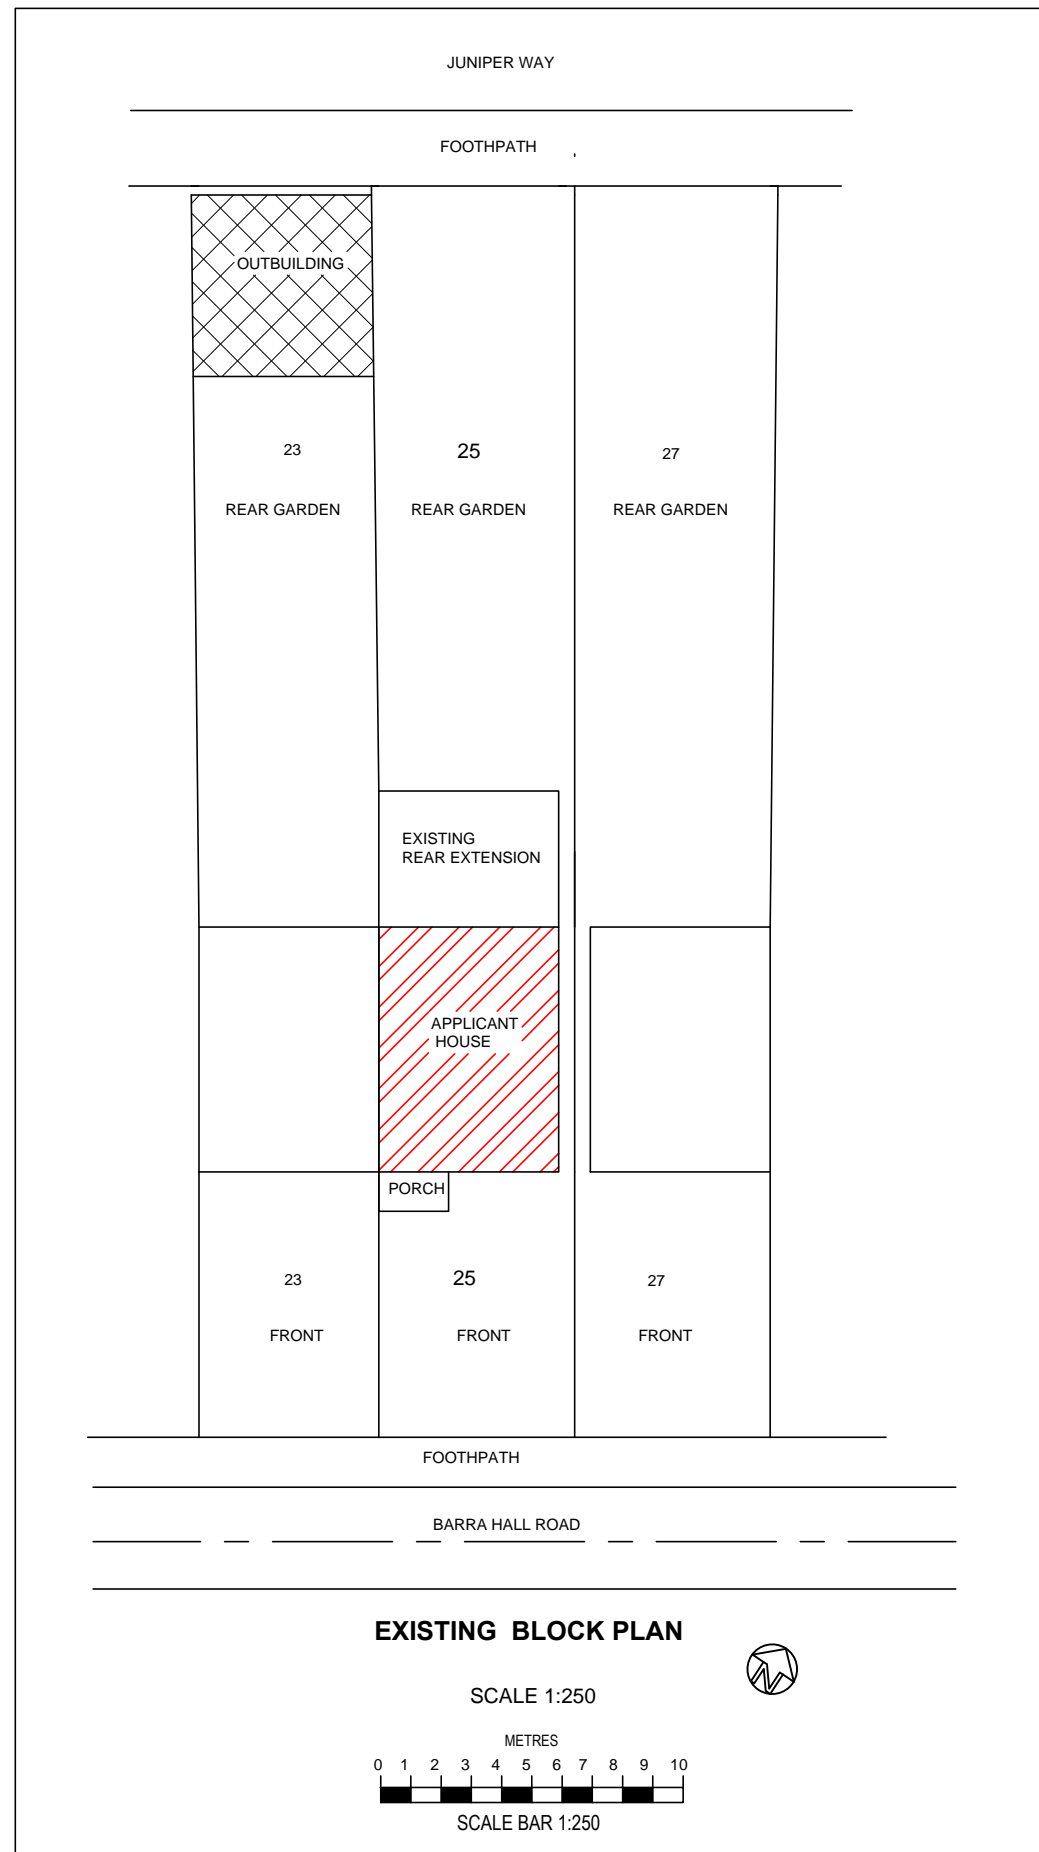 JUNIPER WAY
FOOTHPATH
OUTBUILDING
23
25
27
REAR GARDEN
REAR GARDEN
REAR GARDEN
EXISTING
REAR EXTENSION
APPLICANT
HOUSE
PORCH
23
25
27
FRONT
FRONT
FRONT
FOOTHPATH
BARRA HALL ROAD
EXISTING BLOCK PLAN
N
SCALE 1:250
METRES
0 1 2 3 4 5 6 7 8 9 10
SCALE BAR 1:250